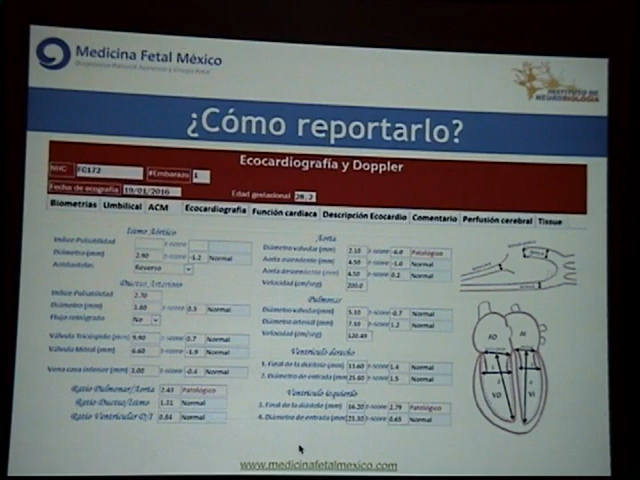 Medicina Fetal México
INSTITUTO DE
NEUROBIOLOGÍA
¿Cómo reportarlo?
Ecocardiografía y Doppler
NHC FC172 #Embarazo 1
Fecha de ecografía 19/01/2016 Edad gestacional 28.2
Biometrias Umbilical ACM Ecocardiografía Función cardiaca Descripción Ecocardio Comentario Perfusión cerebral Tissue
Istmo Aórtico
Indice Pulsatilidad z-score
Diámetro (mm) 2.90 z-score -1.2 Normal
Reverso
Ductus Arterioso
Indice Pulsatilidad 2.70
Diámetro (mm) 3.80 z-score 0.3 Normal
Flujo retrógrado No
Válvula Tricúspide (mm) 9.90 z-score 0.7 Normal
Válvula Mitral (mm) 6.60 z-score -1.9 Normal
Vena cava inferior (mm) 3.00 z-score -0.4 Normal
Ratio Pulmonar/Aorta 2.43 Patológico
Ratio Ductus/Istmo 1.31 Normal
Ratio Ventricular D/I 0.84 Normal
Aorta
Diámetro valvular (mm) 2.10 z-score -6.0 Patológico
Aorta ascendente (mm) 4.50 z-score -1.0 Normal
Aorta descendente (mm) 4.50 z-score 0.2 Normal
Velocidad (cm/seg) 200.0
Pulmonar
Diámetro valvular (mm) 5.10 z-score -0.7 Normal
Diámetro arterial (mm) 7.10 z-score 1.2 Normal
Velocidad (cm/seg) 120.49
Ventrículo derecho
1. Final de la diástole (mm) 13.60 z-score 1.4 Normal
2. Diámetro de entrada (mm) 25.60 z-score 1.5 Normal
Ventrículo izquierdo
3. Final de la diástole (mm) 16.20 z-score 2.79 Patológico
4. Diámetro de entrada (mm) 23.30 z-score 0.65 Normal
AD AI
VD VI
www.medicinafetalmexico.com